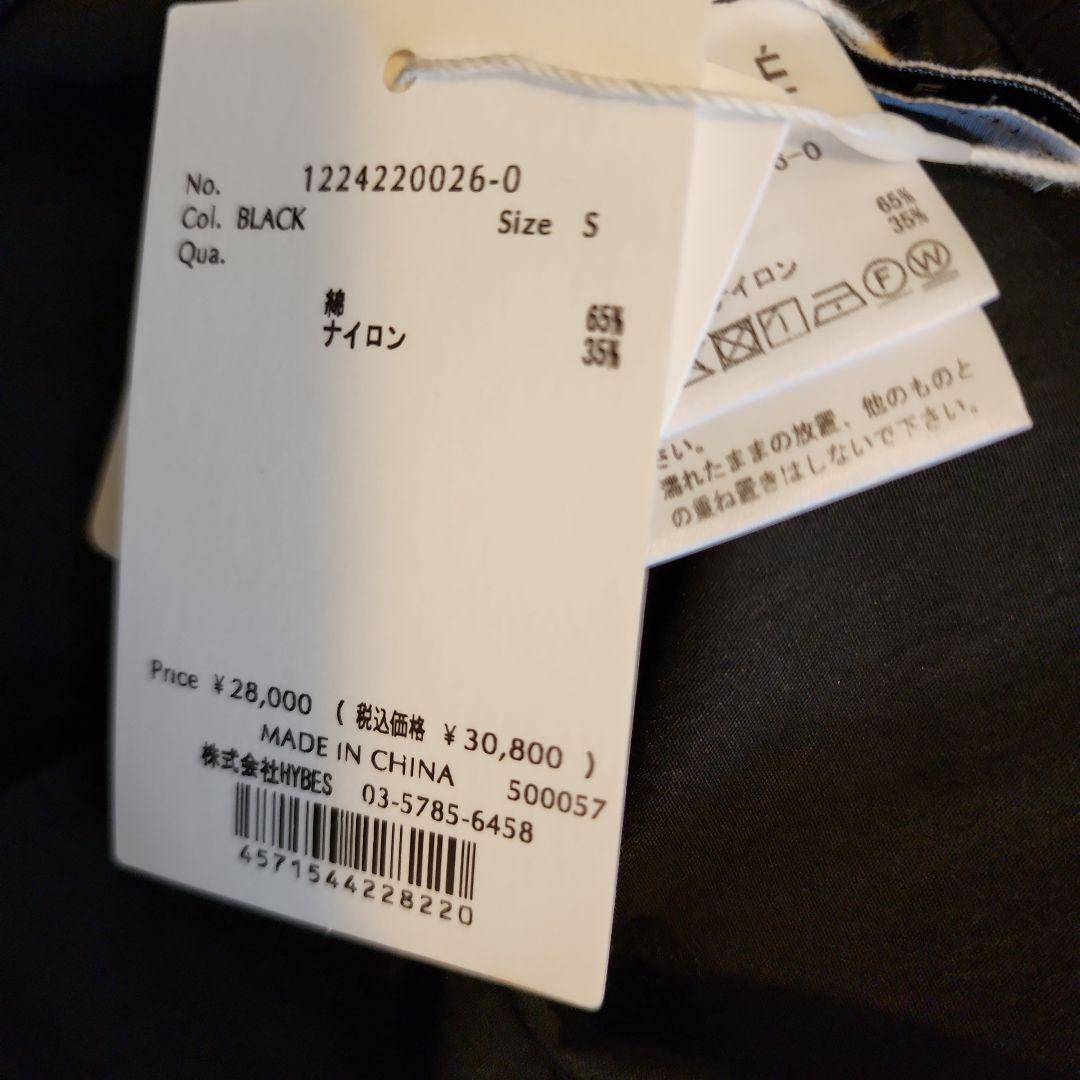 No. 1224220026-0
Col. BLACK Size S
Qua.
綿 65%
ナイロン 35%
Price ¥28,000 (税込価格 ¥30,800)
MADE IN CHINA 500057
株式会社HYBES 03-5785-6458
4571544228220
É
-0
65%
35%
イロン
F W
さい。
濡れたままの放置、他のものと
の重ね置きはしないで下さい。